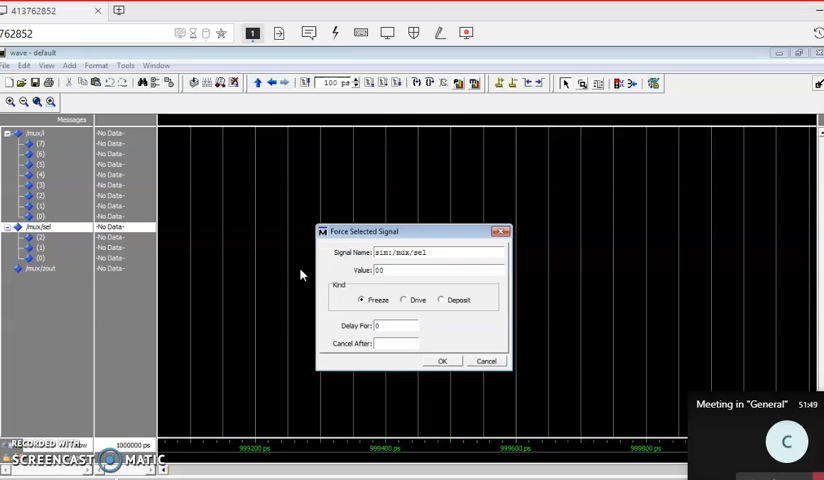 413762852
762852
1
wave - default
File Edit View Add Format Tools Window
100 ps
Messages
/mux/i -No Data-
(7) -No Data-
(6) -No Data-
(5) -No Data-
(4) -No Data-
(3) -No Data-
(2) -No Data-
(1) -No Data-
(0) -No Data-
/mux/sel -No Data-
(2) -No Data-
(1) -No Data-
(0) -No Data-
/mux/zout -No Data-
Force Selected Signal
Signal Name: sim:/mux/sel
Value: 00
Kind
Freeze Drive Deposit
Delay For: 0
Cancel After:
OK Cancel
Meeting in "General" 51:49
C
RECORDED WITH
SCREENCAST MATIC
1000000 ps
999200 ps 999400 ps 999600 ps 999800 ps